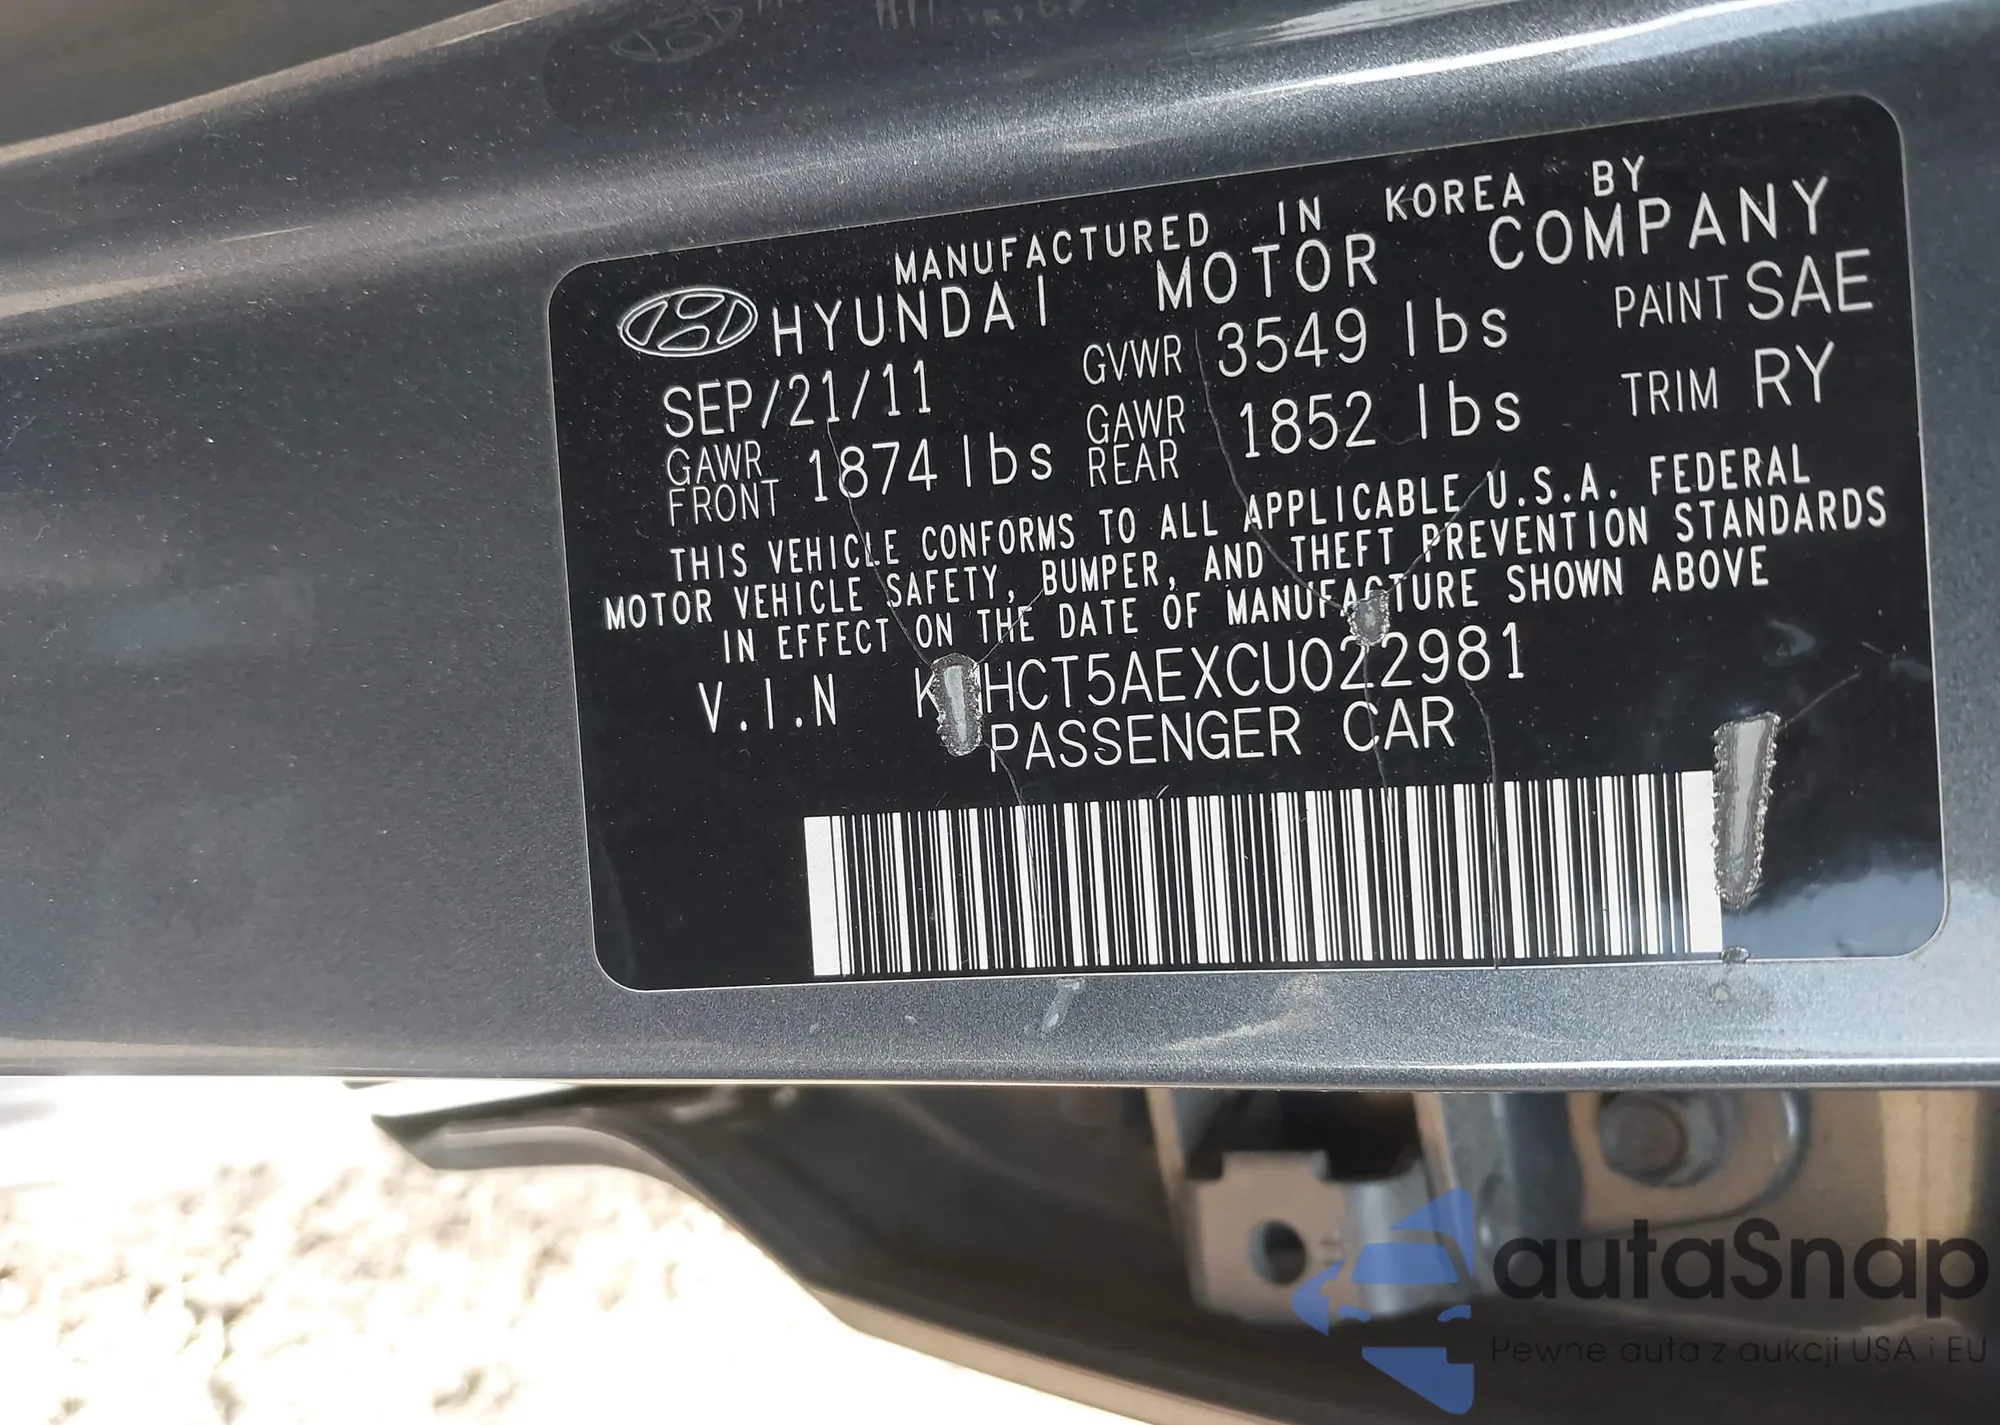 MANUFACTURED IN KOREA BY
HYUNDAI MOTOR COMPANY
SEP/21/11 GVWR 3549 lbs PAINT SAE
GAWR FRONT 1874 lbs GAWR REAR 1852 lbs TRIM RY
THIS VEHICLE CONFORMS TO ALL APPLICABLE U.S.A. FEDERAL
MOTOR VEHICLE SAFETY, BUMPER, AND THEFT PREVENTION STANDARDS
IN EFFECT ON THE DATE OF MANUFACTURE SHOWN ABOVE
V.I.N
PASSENGER CAR
autaSnap
Pewne auta z aukcji USA i EU